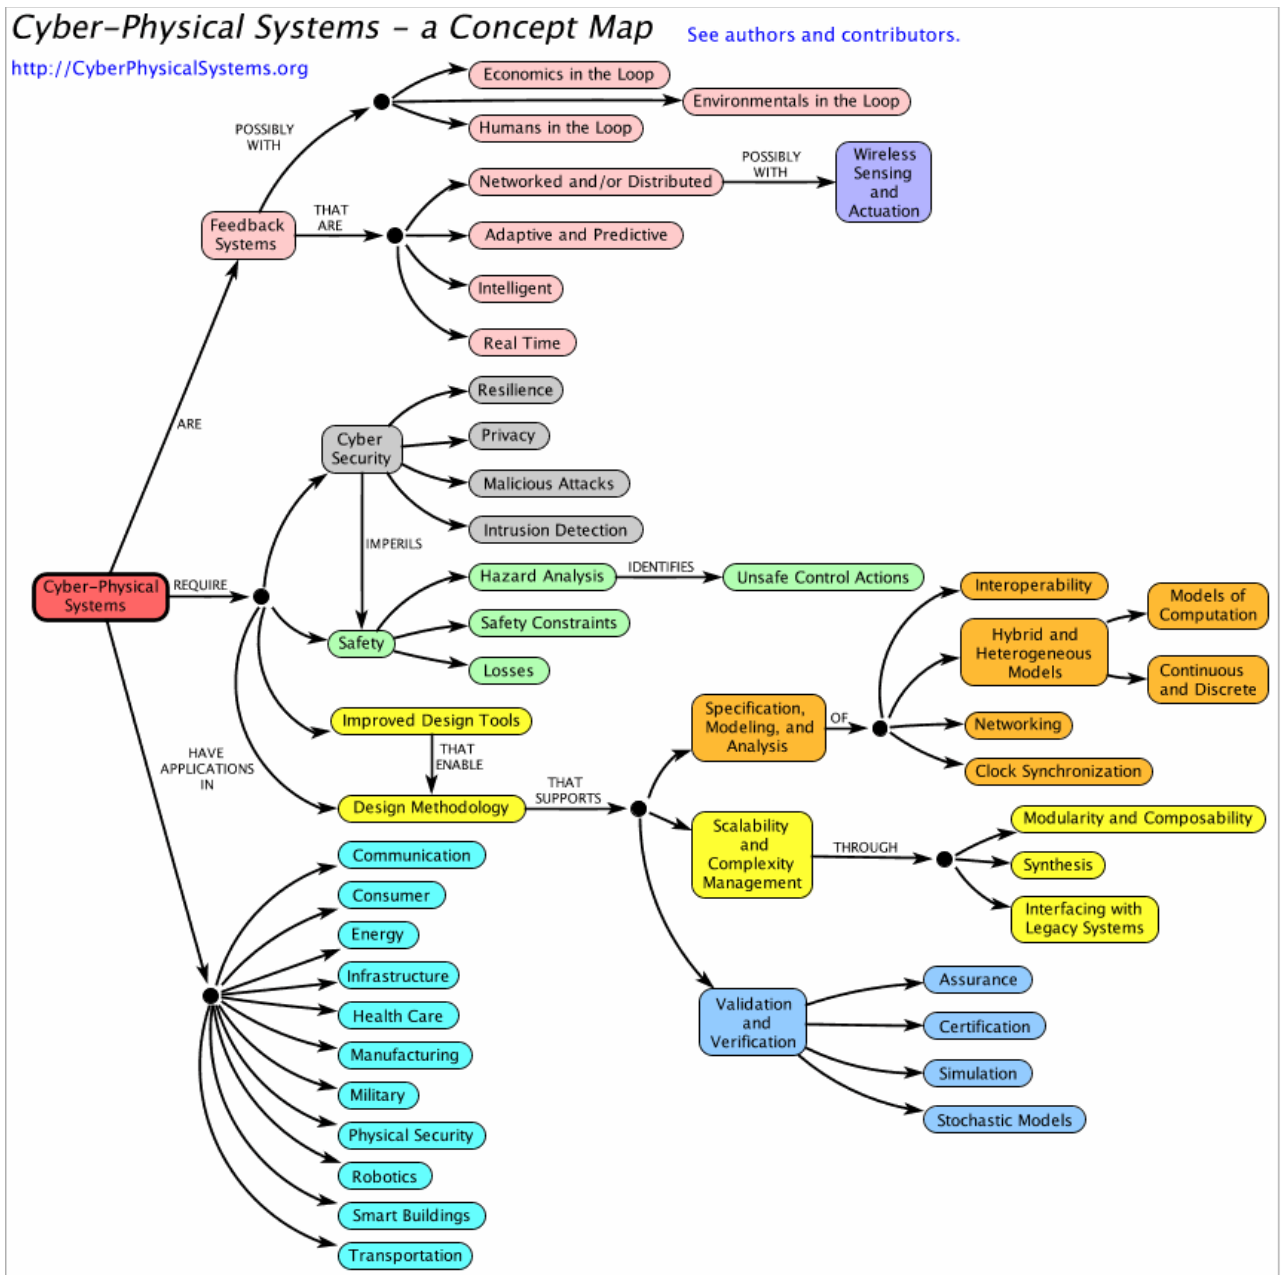 Cyber-Physical Systems - a Concept Map
See authors and contributors.
http://CyberPhysicalSystems.org
Economics in the Loop
Environmentals in the Loop
Humans in the Loop
POSSIBLY
WITH
Networked and/or Distributed
POSSIBLY
WITH
Wireless
Sensing
and
Actuation
Feedback
Systems
THAT
ARE
Adaptive and Predictive
Intelligent
Real Time
ARE
Resilience
Cyber
Security
Privacy
Malicious Attacks
Intrusion Detection
IMPERILS
Cyber-Physical
Systems
REQUIRE
Hazard Analysis
IDENTIFIES
Unsafe Control Actions
Safety
Safety Constraints
Losses
Interoperability
Hybrid and
Heterogeneous
Models
Models of
Computation
Continuous
and Discrete
Improved Design Tools
THAT
ENABLE
Specification,
Modeling, and
Analysis
OF
Networking
Clock Synchronization
HAVE
APPLICATIONS
IN
Design Methodology
THAT
SUPPORTS
Scalability
and
Complexity
Management
THROUGH
Modularity and Composability
Synthesis
Interfacing with
Legacy Systems
Communication
Consumer
Energy
Infrastructure
Health Care
Manufacturing
Military
Physical Security
Robotics
Smart Buildings
Transportation
Validation
and
Verification
Assurance
Certification
Simulation
Stochastic Models